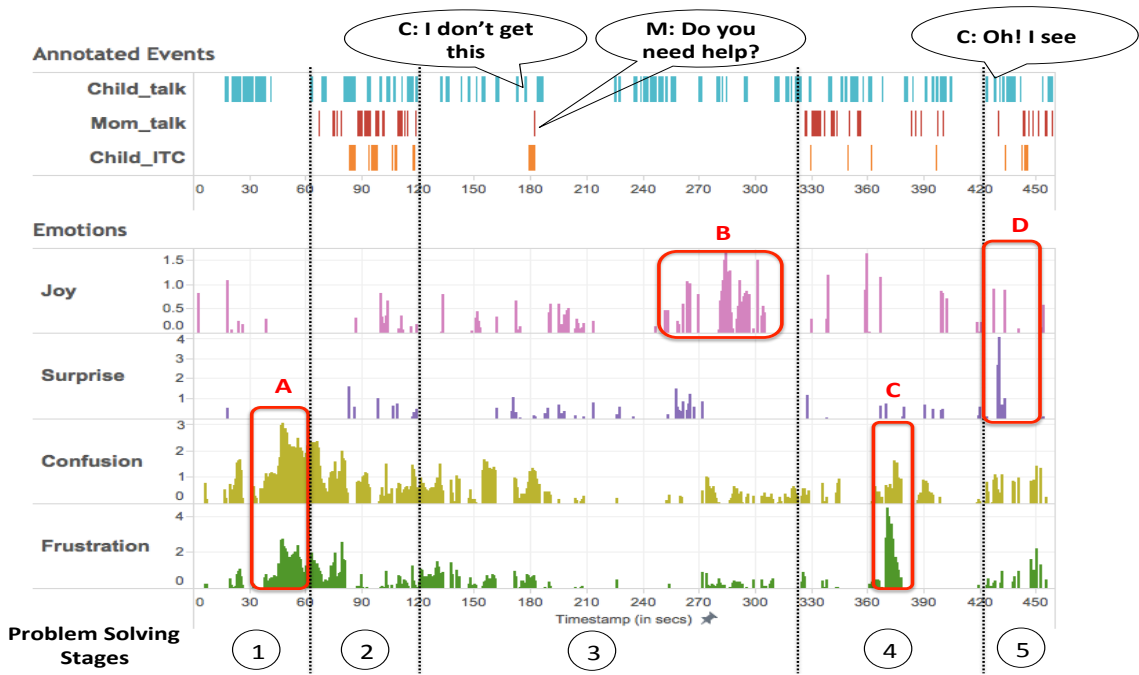 C: I don't get
this
M: Do you
need help?
C: Oh! I see
Annotated Events
Child_talk
Mom_talk
Child_ITC
0 30 60 90 120 150 180 210 240 270 300 330 360 390 420 450
Emotions
B
D
Joy
1.5
1.0
0.5
0.0
Surprise
4
3
2
1
A
C
Confusion
3
2
1
0
Frustration
4
2
0
0 30 60 90 120 150 180 210 240 270 300 330 360 390 420 450
Timestamp (in secs)
Problem Solving
Stages
1 2 3 4 5